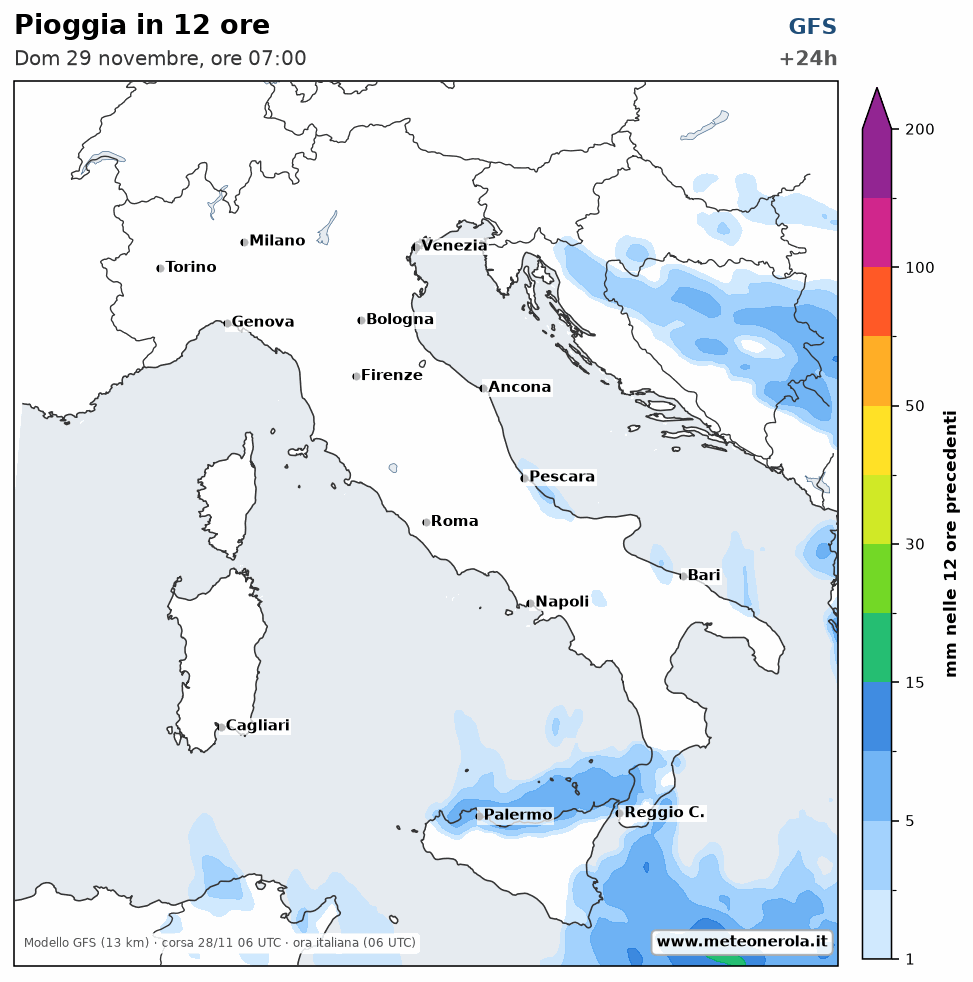 Pioggia in 12 ore
GFS
Dom 29 novembre, ore 07:00
+24h
200
Milano
Venezia
Torino
100
Genova
Bologna
Firenze
Ancona
50
Pescara
Roma
30
Bari
Napoli
mm nelle 12 ore precedenti
15
Cagliari
Palermo
Reggio C.
5
Modello GFS (13 km) · corsa 28/11 06 UTC · ora italiana (06 UTC)
www.meteonerola.it
1